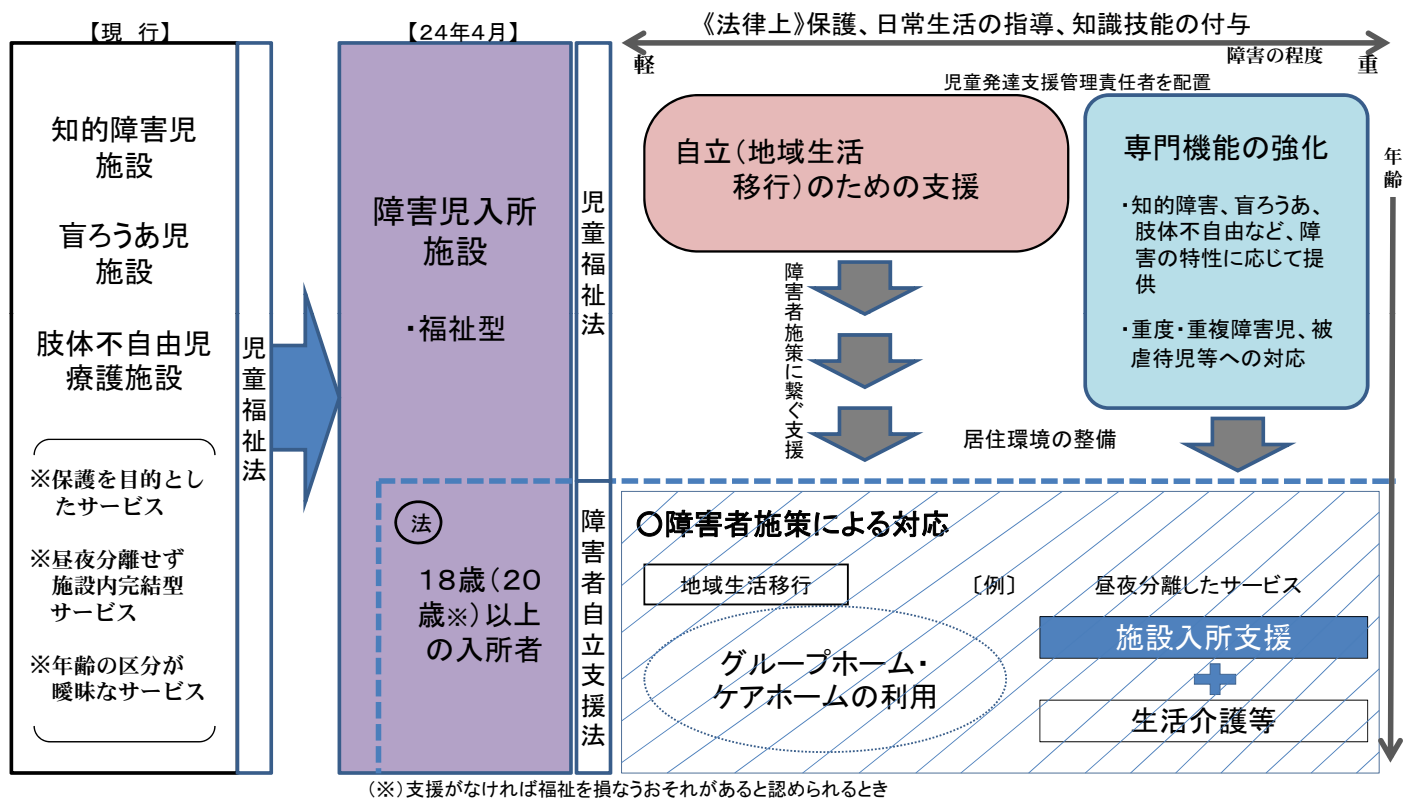 【現 行】
知的障害児
施設
盲ろうあ児
施設
肢体不自由児
療護施設
※保護を目的とし
たサービス
※昼夜分離せず
施設内完結型
サービス
※年齢の区分が
曖昧なサービス
児童福祉法
【24年4月】
障害児入所
施設
・福祉型
法
18歳(20
歳※)以上
の入所者
児童福祉法
障害者自立支援法
《法律上》保護、日常生活の指導、知識技能の付与
障害の程度
軽
重
児童発達支援管理責任者を配置
自立(地域生活
移行)のための支援
専門機能の強化
・知的障害、盲ろうあ、
肢体不自由など、障
害の特性に応じて提
供
・重度・重複障害児、被
虐待児等への対応
年齢
障害者施策に繋ぐ支援
居住環境の整備
〇障害者施策による対応
地域生活移行
〔例〕
昼夜分離したサービス
グループホーム・
ケアホームの利用
施設入所支援
生活介護等
(※)支援がなければ福祉を損なうおそれがあると認められるとき